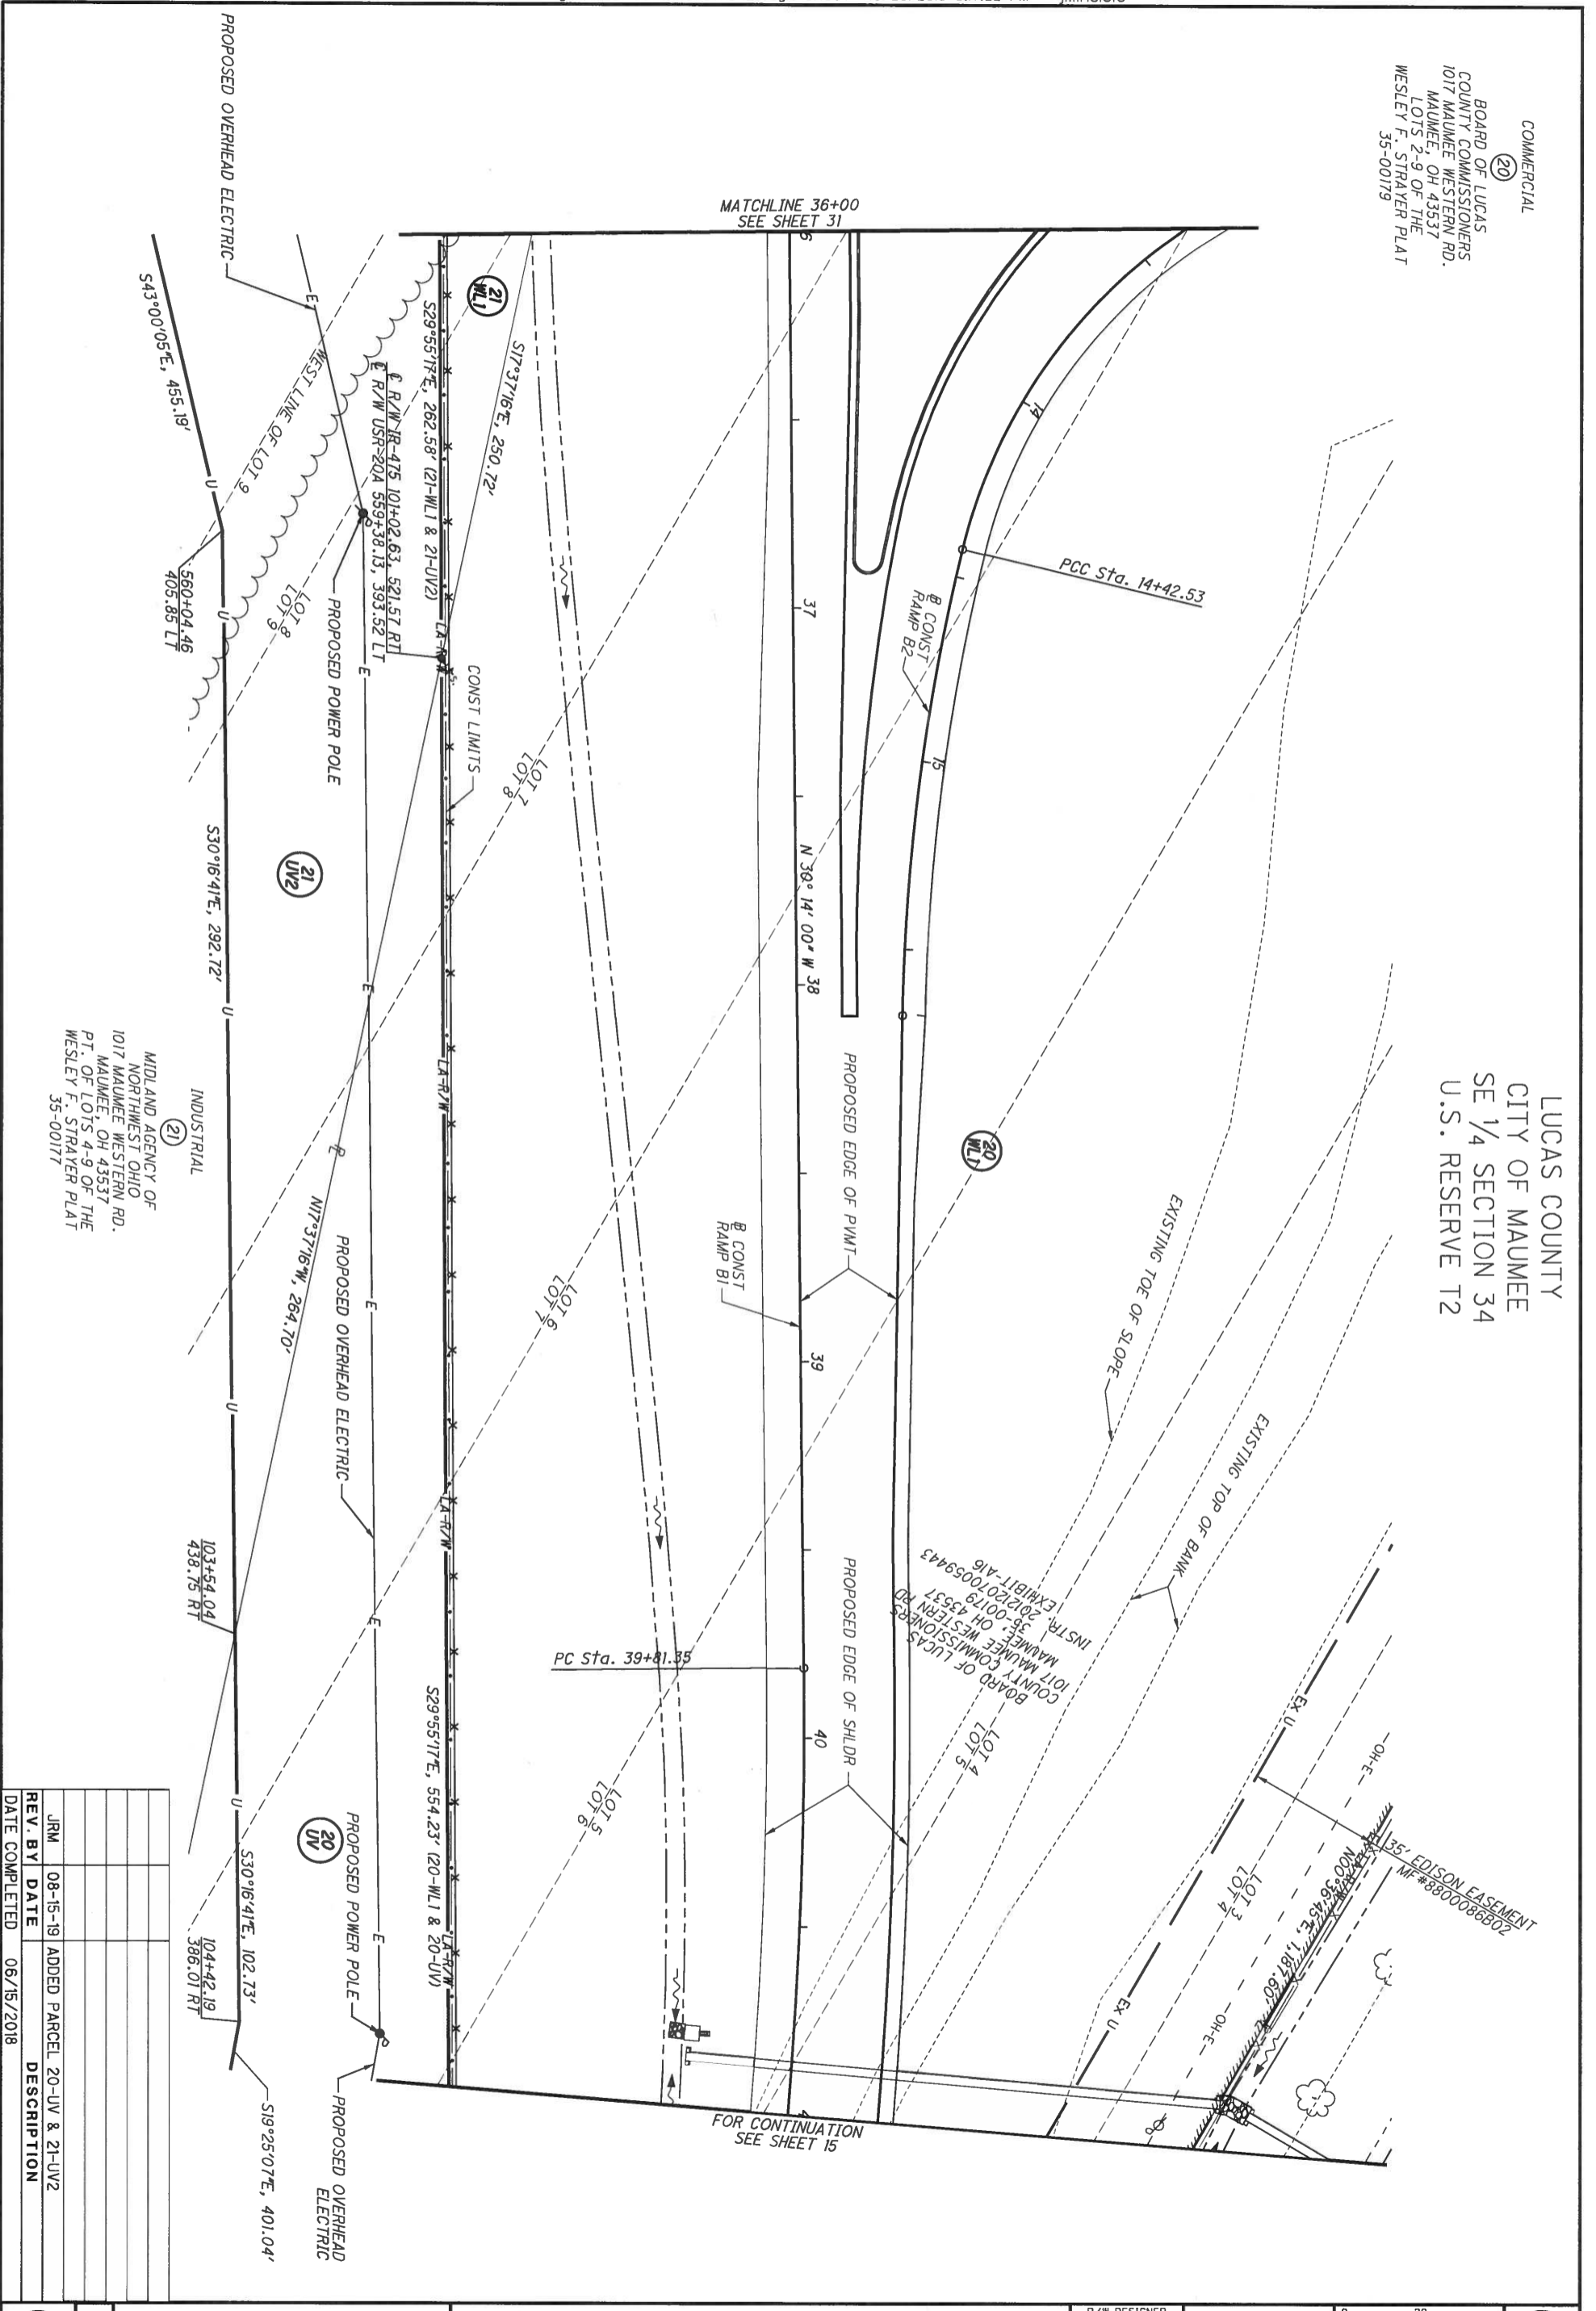 COMMERCIAL
20
BOARD OF LUCAS
COUNTY COMMISSIONERS
1017 MAUMEE WESTERN RD.
MAUMEE, OH 43537
LOTS 2-9 OF THE
WESLEY F. STRAYER PLAT
35-00179
LUCAS COUNTY
CITY OF MAUMEE
SE 1/4 SECTION 34
U.S. RESERVE T2
MATCHLINE 36+00
SEE SHEET 31
14
PCC Sta. 14+42.53
℄ CONST
RAMP B2
15
37
N 30° 14' 00" W
38
39
40
PROPOSED EDGE OF PVMT
20
WL1
EXISTING TOE OF SLOPE
EXISTING TOP OF BANK
B CONST
RAMP B1
PC Sta. 39+81.35
PROPOSED EDGE OF SHLDR
BOARD OF LUCAS
COUNTY COMMISSIONERS
1017 MAUMEE WESTERN RD
MAUMEE, OH 43537
35-00179
INSTR. 201212070059443
EXHIBIT-A16
LOT 4
LOT 5
LOT 3
LOT 4
EX U
EX U
OH-E
OH-E
35' EDISON EASEMENT
MF#8800086B02
N00°36'45"E, 1,187.60'
FOR CONTINUATION
SEE SHEET 15
21
WL1
S17°37'16"E, 250.72'
S29°55'17"E, 262.58' (21-WL1 & 21-UV2)
℄ R/W IR-475 101+02.63, 521.57 RT
℄ R/W USR-20A 559+38.13, 393.52 LT
LA-R/W
CONST LIMITS
LOT 7
LOT 8
LOT 6
LOT 7
LOT 5
LOT 6
LA-R/W
LA-R/W
S29°55'17"E, 554.23' (20-WL1 & 20-UV)
LA-R/W
PROPOSED OVERHEAD ELECTRIC
E
WEST LINE OF LOT 9
LOT 8
LOT 9
PROPOSED POWER POLE
E
E
E
E
E
21
UV2
N17°37'16"W, 264.70'
PROPOSED OVERHEAD ELECTRIC
20
UV
PROPOSED POWER POLE
PROPOSED OVERHEAD
ELECTRIC
S43°00'05"E, 455.19'
U
U
560+04.46
405.85 LT
S30°16'41"E, 292.72'
U
U
103+54.04
438.75 RT
U
S30°16'41"E, 102.73'
104+42.19
386.01 RT
S19°25'07"E, 401.04'
INDUSTRIAL
21
MIDLAND AGENCY OF
NORTHWEST OHIO
1017 MAUMEE WESTERN RD.
MAUMEE, OH 43537
PT. OF LOTS 4-9 OF THE
WESLEY F. STRAYER PLAT
35-00177
JRM 08-15-19 ADDED PARCEL 20-UV & 21-UV2
REV. BY DATE DESCRIPTION
DATE COMPLETED 06/15/2018